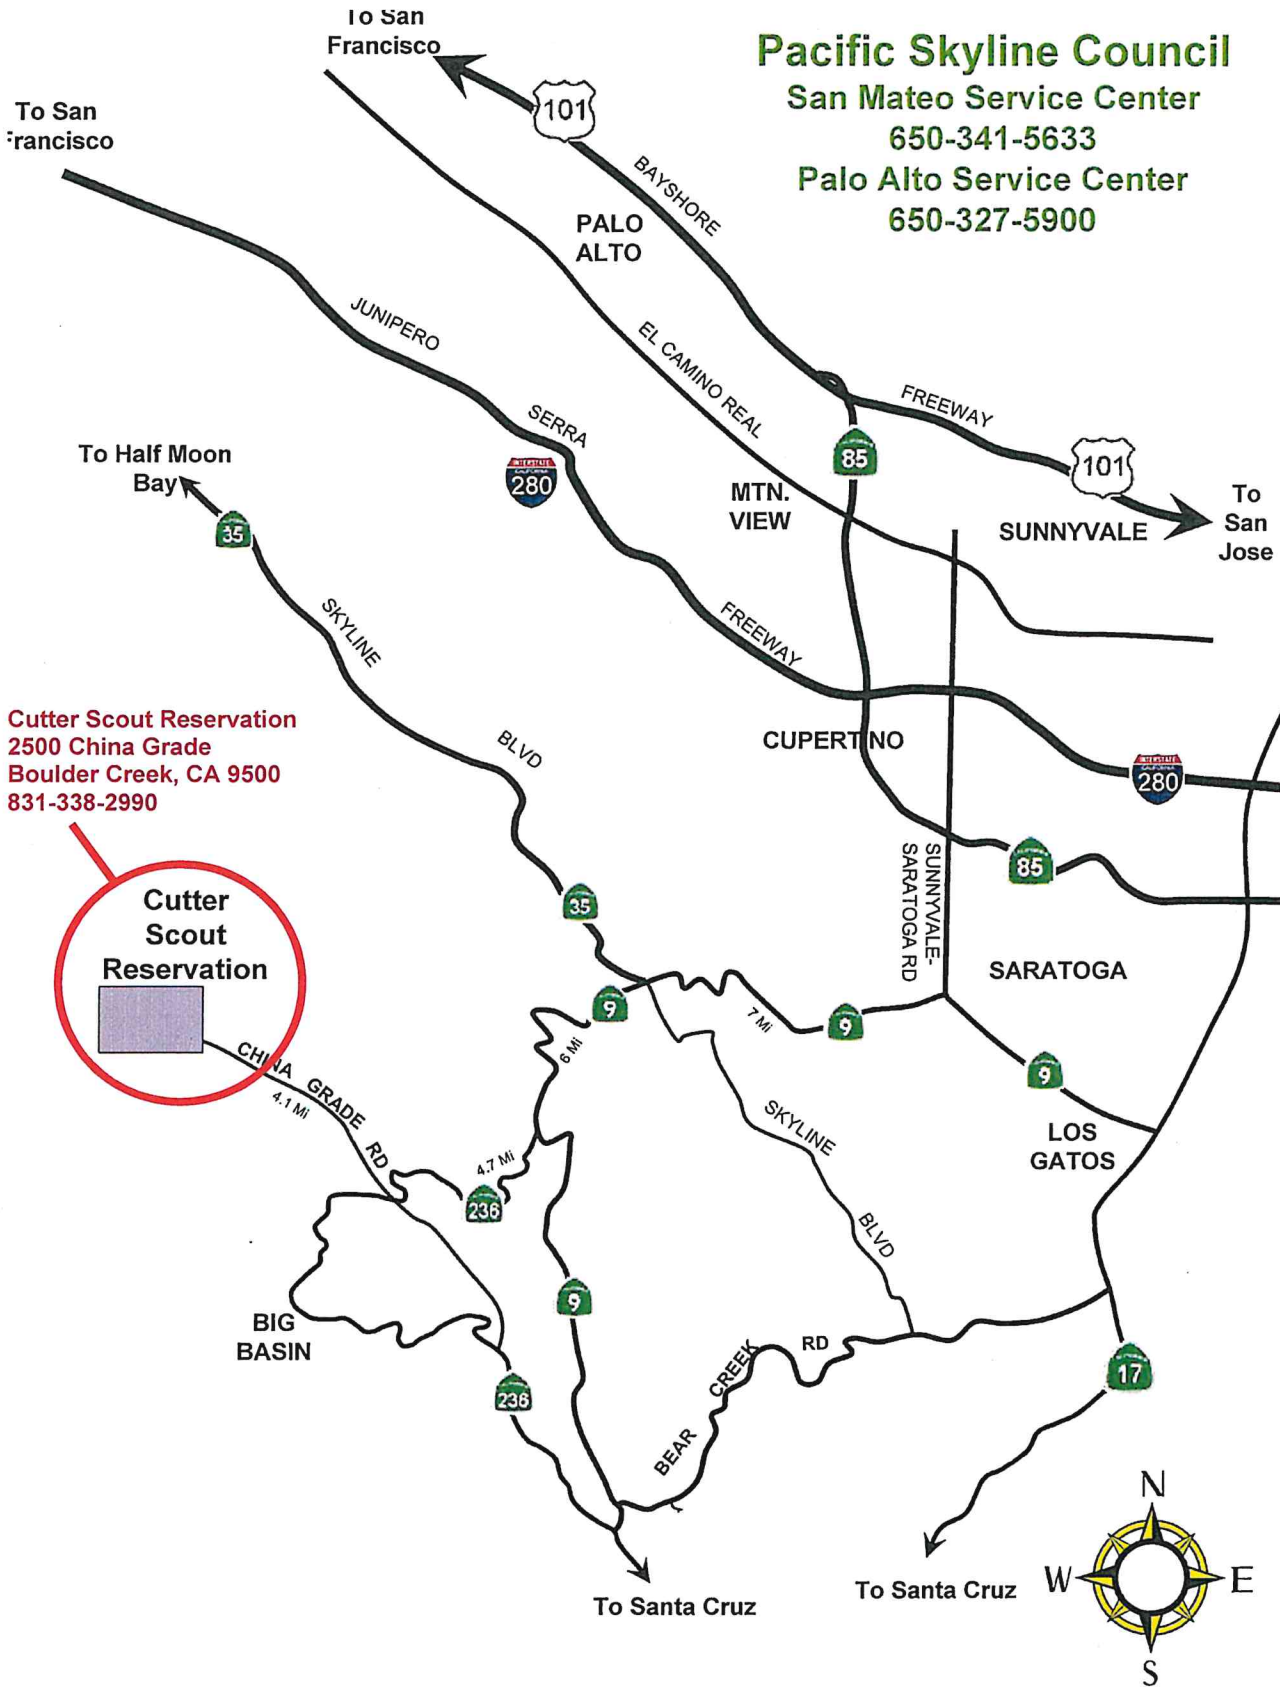 To San
Francisco
Pacific Skyline Council
San Mateo Service Center
650-341-5633
Palo Alto Service Center
650-327-5900
To San
Francisco
101
BAYSHORE
PALO
ALTO
JUNIPERO
EL CAMINO REAL
FREEWAY
SERRA
INTERSTATE
CALIFORNIA
280
85
101
To Half Moon
Bay
35
MTN.
VIEW
SUNNYVALE
To
San
Jose
SKYLINE
FREEWAY
Cutter Scout Reservation
2500 China Grade
Boulder Creek, CA 9500
831-338-2990
BLVD
CUPERTINO
INTERSTATE
CALIFORNIA
280
SUNNYVALE-
SARATOGA RD
85
Cutter
Scout
Reservation
35
SARATOGA
9
7 Mi
9
6 Mi
CHINA GRADE RD
4.1 Mi
9
SKYLINE
LOS
GATOS
4.7 Mi
236
BLVD
9
BIG
BASIN
BEAR CREEK RD
17
236
N
W
E
S
To Santa Cruz
To Santa Cruz